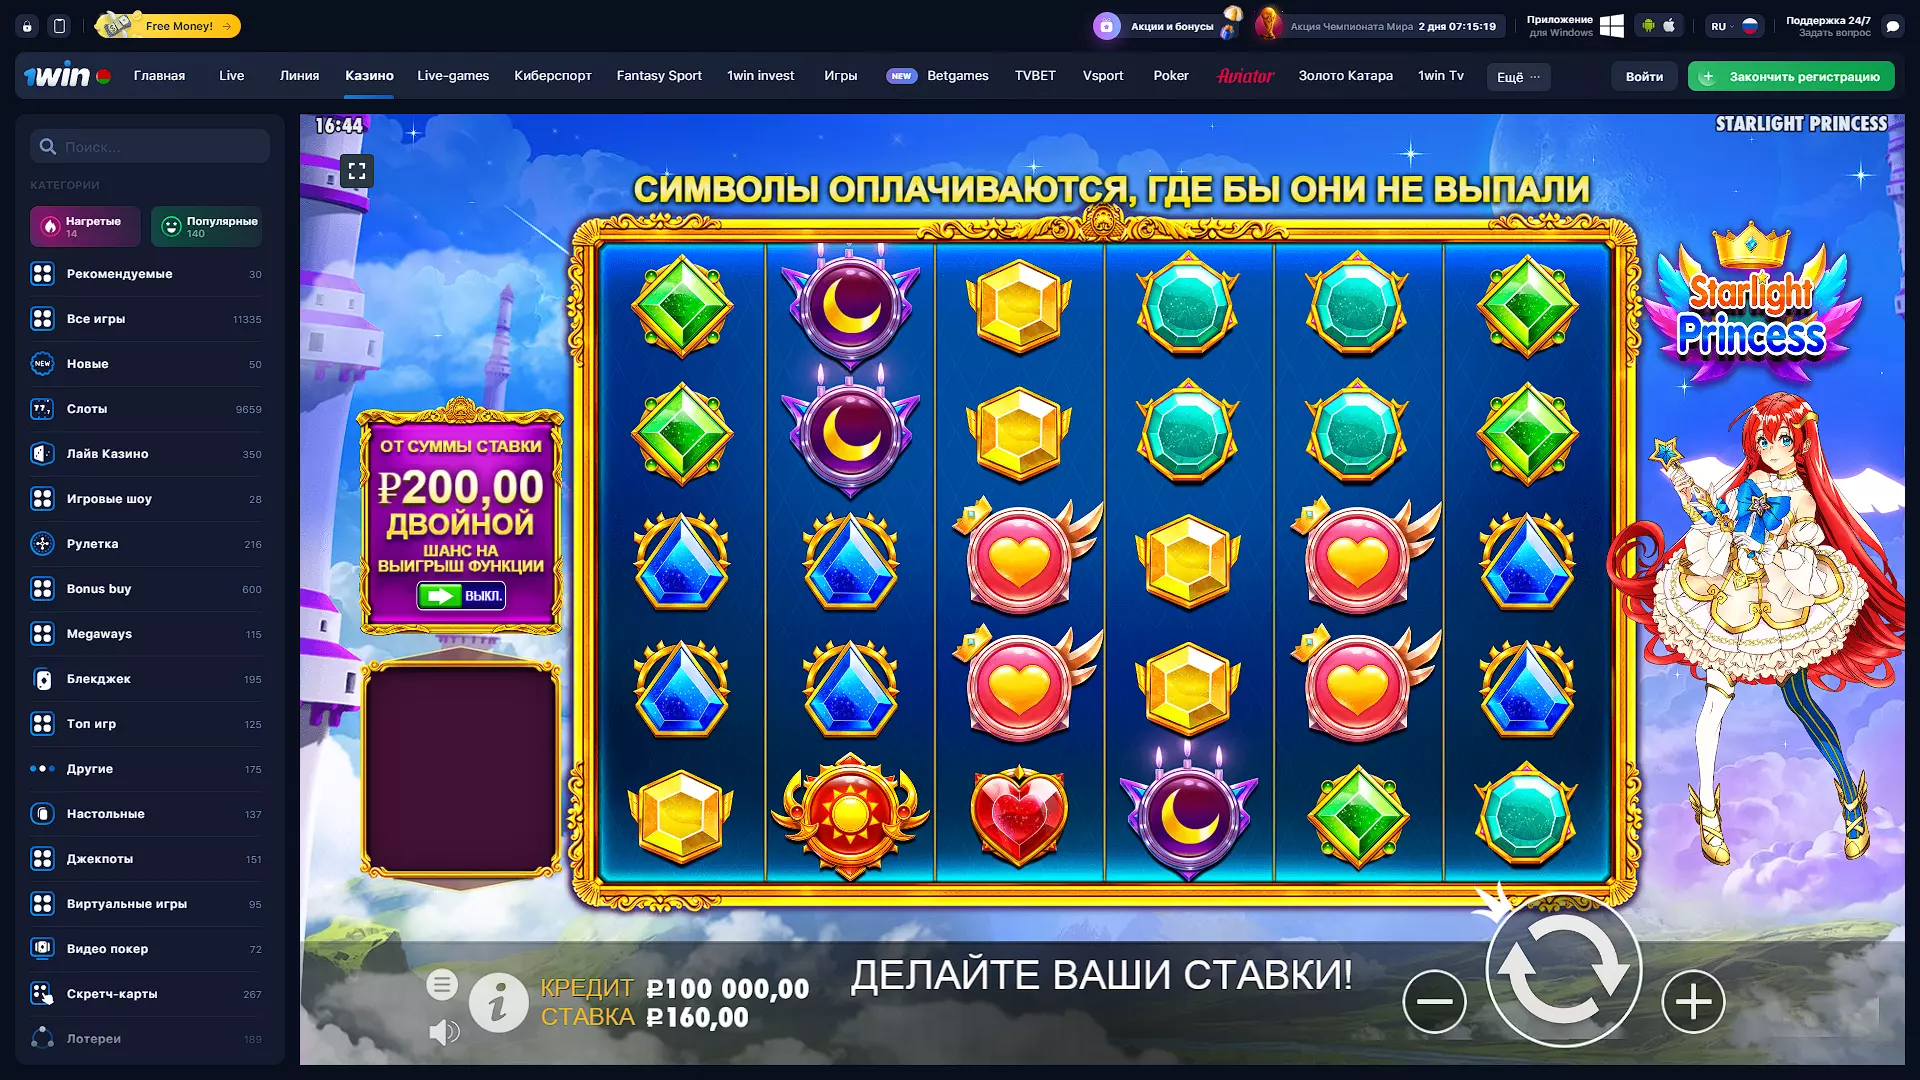 Free Money! →
Акции и бонусы
Акция Чемпионата Мира 2 дня 07:15:19
Приложение
для Windows
RU
Поддержка 24/7
Задать вопрос
1win
Главная
Live
Линия
Казино
Live-games
Киберспорт
Fantasy Sport
1win invest
Игры
NEW
Betgames
TVBET
Vsport
Poker
Aviator
Золото Катара
1win Tv
Ещё ...
Войти
+ Закончить регистрацию
Поиск...
КАТЕГОРИИ
Нагретые
14
Популярные
140
Рекомендуемые 30
Все игры 11335
NEW Новые 50
Слоты 9659
Лайв Казино 350
Игровые шоу 28
Рулетка 216
Bonus buy 600
Megaways 115
Блекджек 195
Топ игр 125
Другие 175
Настольные 137
Джекпоты 151
Виртуальные игры 95
Видео покер 72
Скретч-карты 267
Лотереи 189
16:44
STARLIGHT PRINCESS
СИМВОЛЫ ОПЛАЧИВАЮТСЯ, ГДЕ БЫ ОНИ НЕ ВЫПАЛИ
Starlight
Princess
ОТ СУММЫ СТАВКИ
₽200,00
ДВОЙНОЙ
ШАНС НА
ВЫИГРЫШ ФУНКЦИИ
ВЫКЛ.
КРЕДИТ ₽100 000,00
СТАВКА ₽160,00
ДЕЛАЙТЕ ВАШИ СТАВКИ!